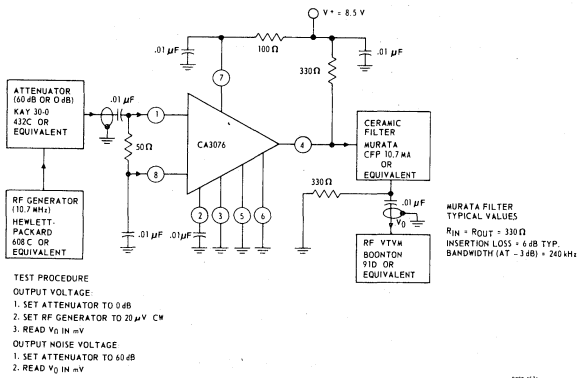 V+ = 8.5 V
.01 µF
100Ω
.01 µF
330Ω
7
ATTENUATOR
(60 dB OR 0 dB)
KAY 30-0
432C OR
EQUIVALENT
.01 µF
1
50Ω
CA3076
4
8
CERAMIC
FILTER
MURATA
CFP 10.7 MA
OR
EQUIVALENT
RF GENERATOR
(10.7 MHz)
HEWLETT-
PACKARD
608 C OR
EQUIVALENT
330Ω
2
3
5
6
.01 µF
.01 µF
.01 µF
V0
RF VTVM
BOONTON
91D OR
EQUIVALENT
MURATA FILTER
TYPICAL VALUES
RIN = ROUT = 330 Ω
INSERTION LOSS = 6 dB TYP.
BANDWIDTH (AT - 3 dB) = 240 kHz
TEST PROCEDURE
OUTPUT VOLTAGE:
1. SET ATTENUATOR TO 0 dB
2. SET RF GENERATOR TO 20 µV CW
3. READ V0 IN mV
OUTPUT NOISE VOLTAGE
1. SET ATTENUATOR TO 60 dB
2. READ V0 IN mV